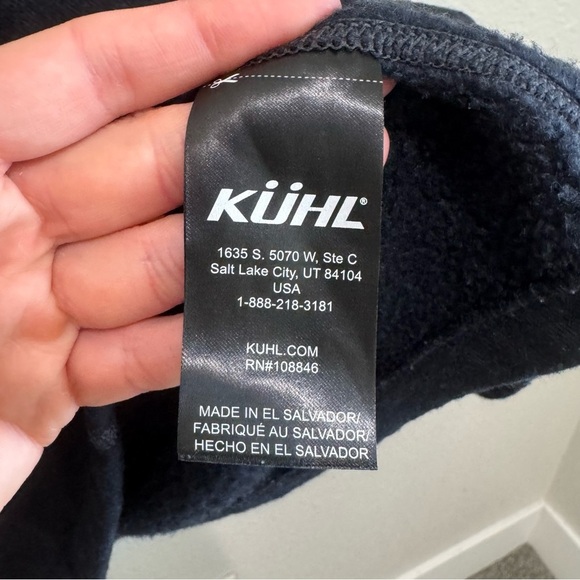 KÜHL®
1635 S. 5070 W, Ste C
Salt Lake City, UT 84104
USA
1-888-218-3181
KUHL.COM
RN#108846
MADE IN EL SALVADOR/
FABRIQUÉ AU SALVADOR/
HECHO EN EL SALVADOR